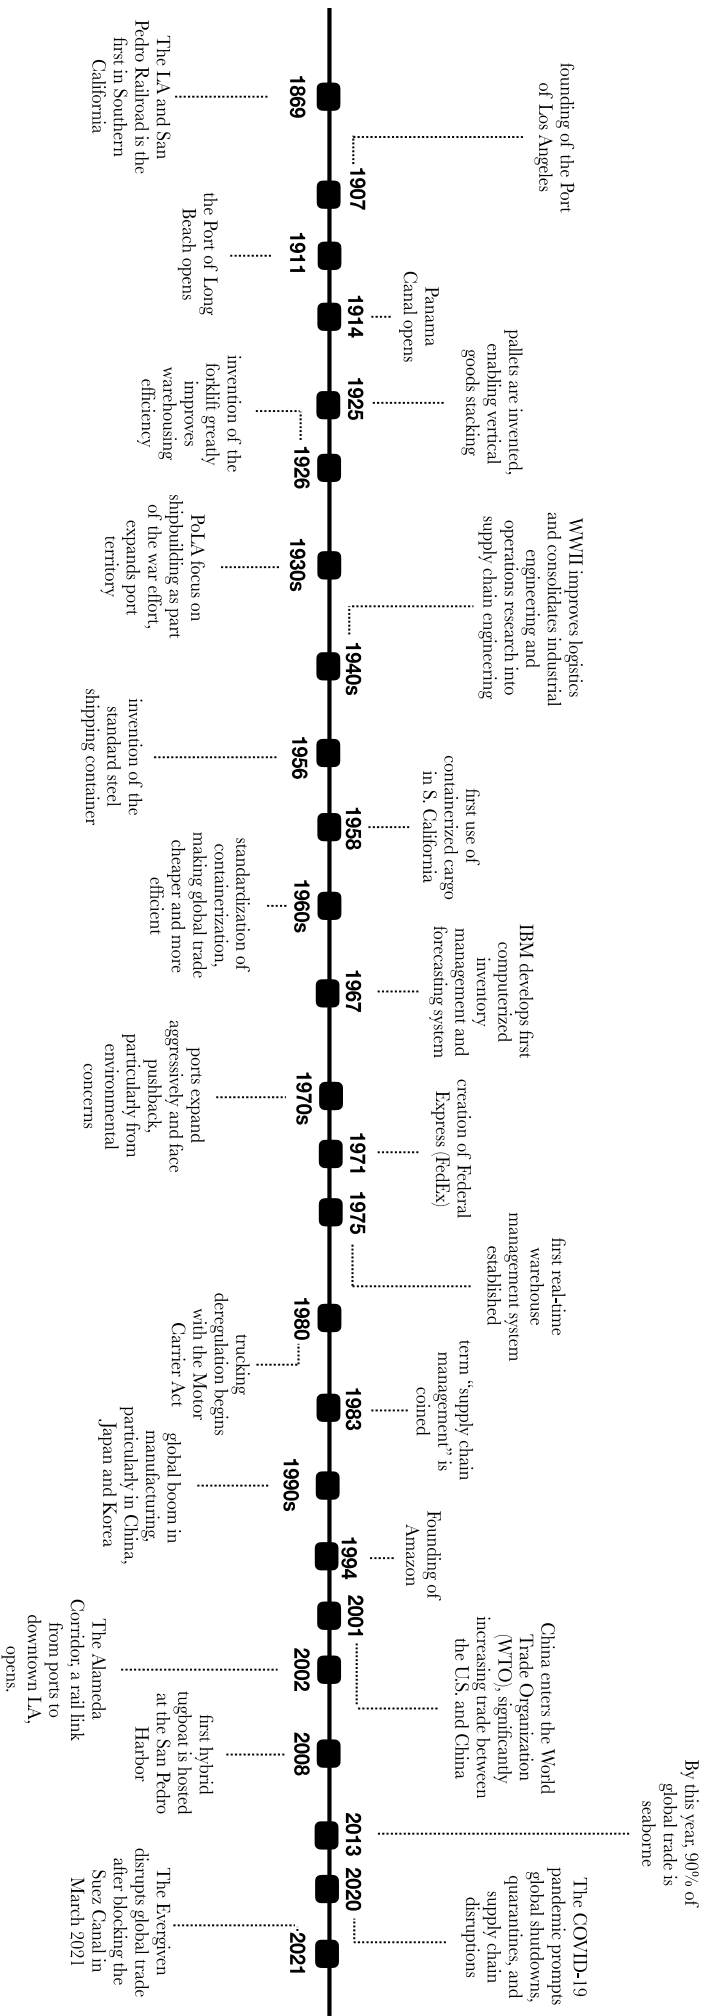 1869
The LA and San
Pedro Railroad is the
first in Southern
California
founding of the Port
of Los Angeles
1907
1911
the Port of Long
Beach opens
Panama
Canal opens
1914
pallets are invented,
enabling vertical
goods stacking
1925
1926
invention of the
forklift greatly
improves
warehousing
efficiency
1930s
PoLA focus on
shipbuilding as part
of the war effort,
expands port
territory
WWII improves logistics
and consolidates industrial
engineering and
operations research into
supply chain engineering
1940s
1956
invention of the
standard steel
shipping container
first use of
containerized cargo
in S. California
1958
1960s
standardization of
containerization,
making global trade
cheaper and more
efficient
IBM develops first
computerized
inventory
management and
forecasting system
1967
1970s
ports expand
aggressively and face
pushback,
particularly from
environmental
concerns
creation of Federal
Express (FedEx)
1971
first real-time
warehouse
management system
established
1975
1980
trucking
deregulation begins
with the Motor
Carrier Act
term “supply chain
management” is
coined
1983
1990s
global boom in
manufacturing,
particularly in China,
Japan and Korea
Founding of
Amazon
1994
China enters the World
Trade Organization
(WTO), significantly
increasing trade between
the U.S. and China
2001
2002
The Alameda
Corridor, a rail link
from ports to
downtown LA,
opens.
2008
first hybrid
tugboat is hosted
at the San Pedro
Harbor
By this year, 90% of
global trade is
seaborne
2013
The COVID-19
pandemic prompts
global shutdowns,
quarantines, and
supply chain
disruptions
2020
2021
The Evergiven
disrupts global trade
after blocking the
Suez Canal in
March 2021